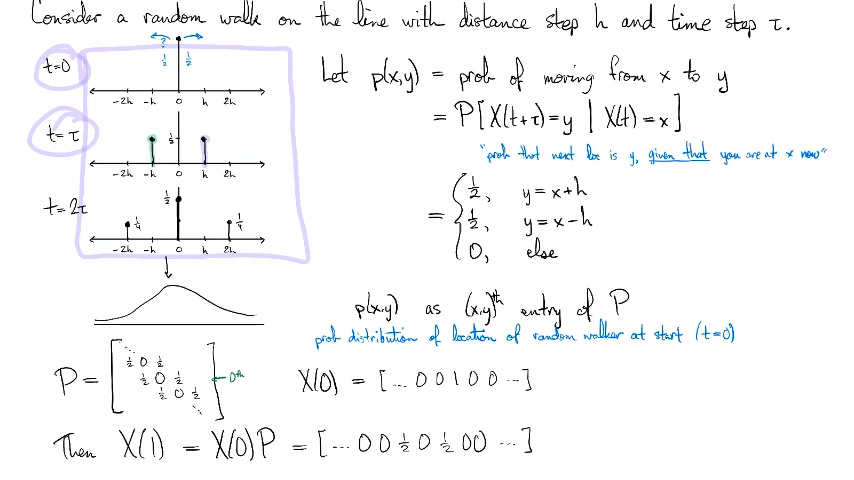 Consider a random walk on the line with distance step h and time step τ.
? 1/2 1/2
t=0
-2h -h 0 h 2h
Let p(x,y) = prob of moving from x to y
= P[X(t+τ)=y | X(t)=x]
"prob that next loc is y, given that you are at x now"
t=τ
1/2
-2h -h 0 h 2h
= { 1/2, y=x+h
1/2, y=x-h
0, else
t=2τ
1/4 1/2 1/4
-2h -h 0 h 2h
p(x,y) as (x,y)th entry of P
prob distribution of location of random walker at start (t=0)
P = [ ⋱
1/2 0 1/2
1/2 0 1/2 ← 0th
1/2 0 1/2
⋱ ]
X(0) = [ ... 0 0 1 0 0 ... ]
Then X(1) = X(0)P = [ ... 0 0 1/2 0 1/2 0 0 ... ]